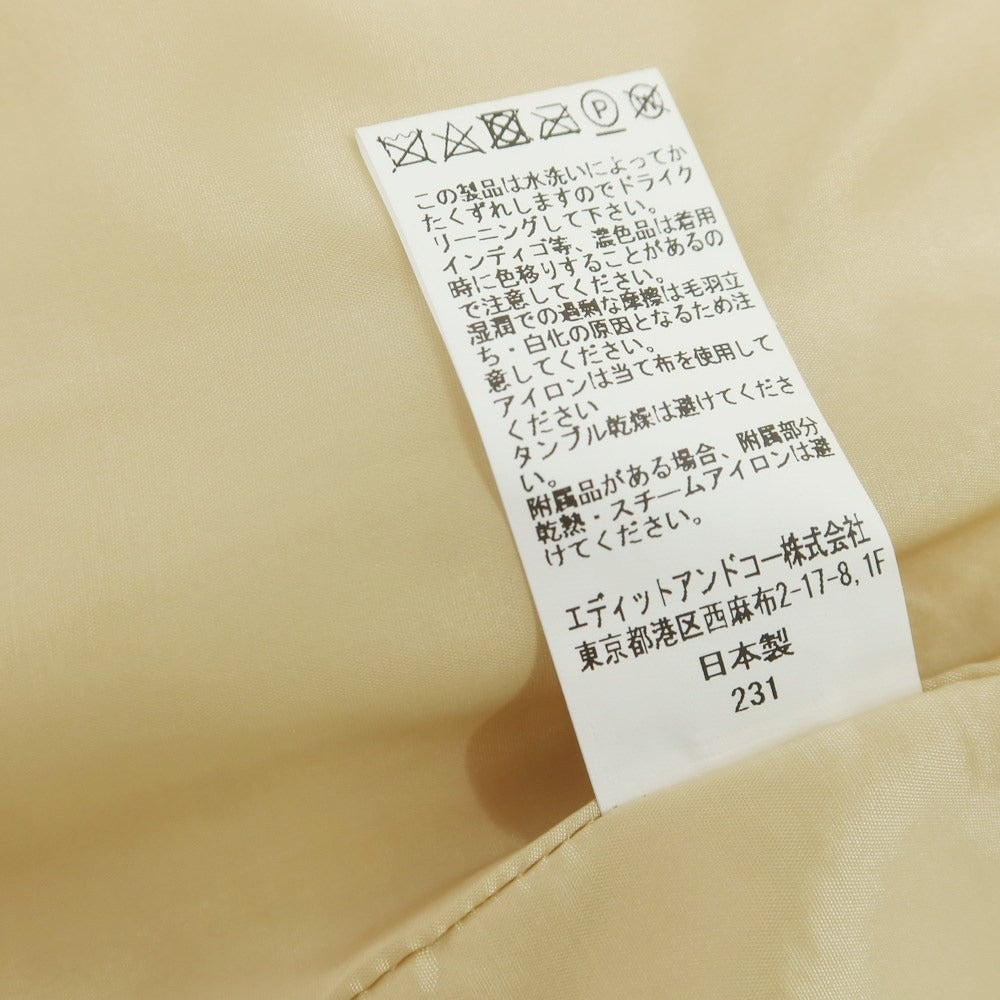 P W
この製品は水洗いによってか
たくずれしますのでドライク
リーニングして下さい。
インディゴ等、濃色品は着用
時に色移りすることがあるの
で注意してください。
湿潤での過剰な摩擦は毛羽立
ち・白化の原因となるため注
意してください。
アイロンは当て布を使用して
ください
タンブル乾燥は避けてくださ
い。
附属品がある場合、附属部分
乾熱・スチームアイロンは避
けてください。
エディットアンドコー株式会社
東京都港区西麻布2-17-8,1F
日本製
231